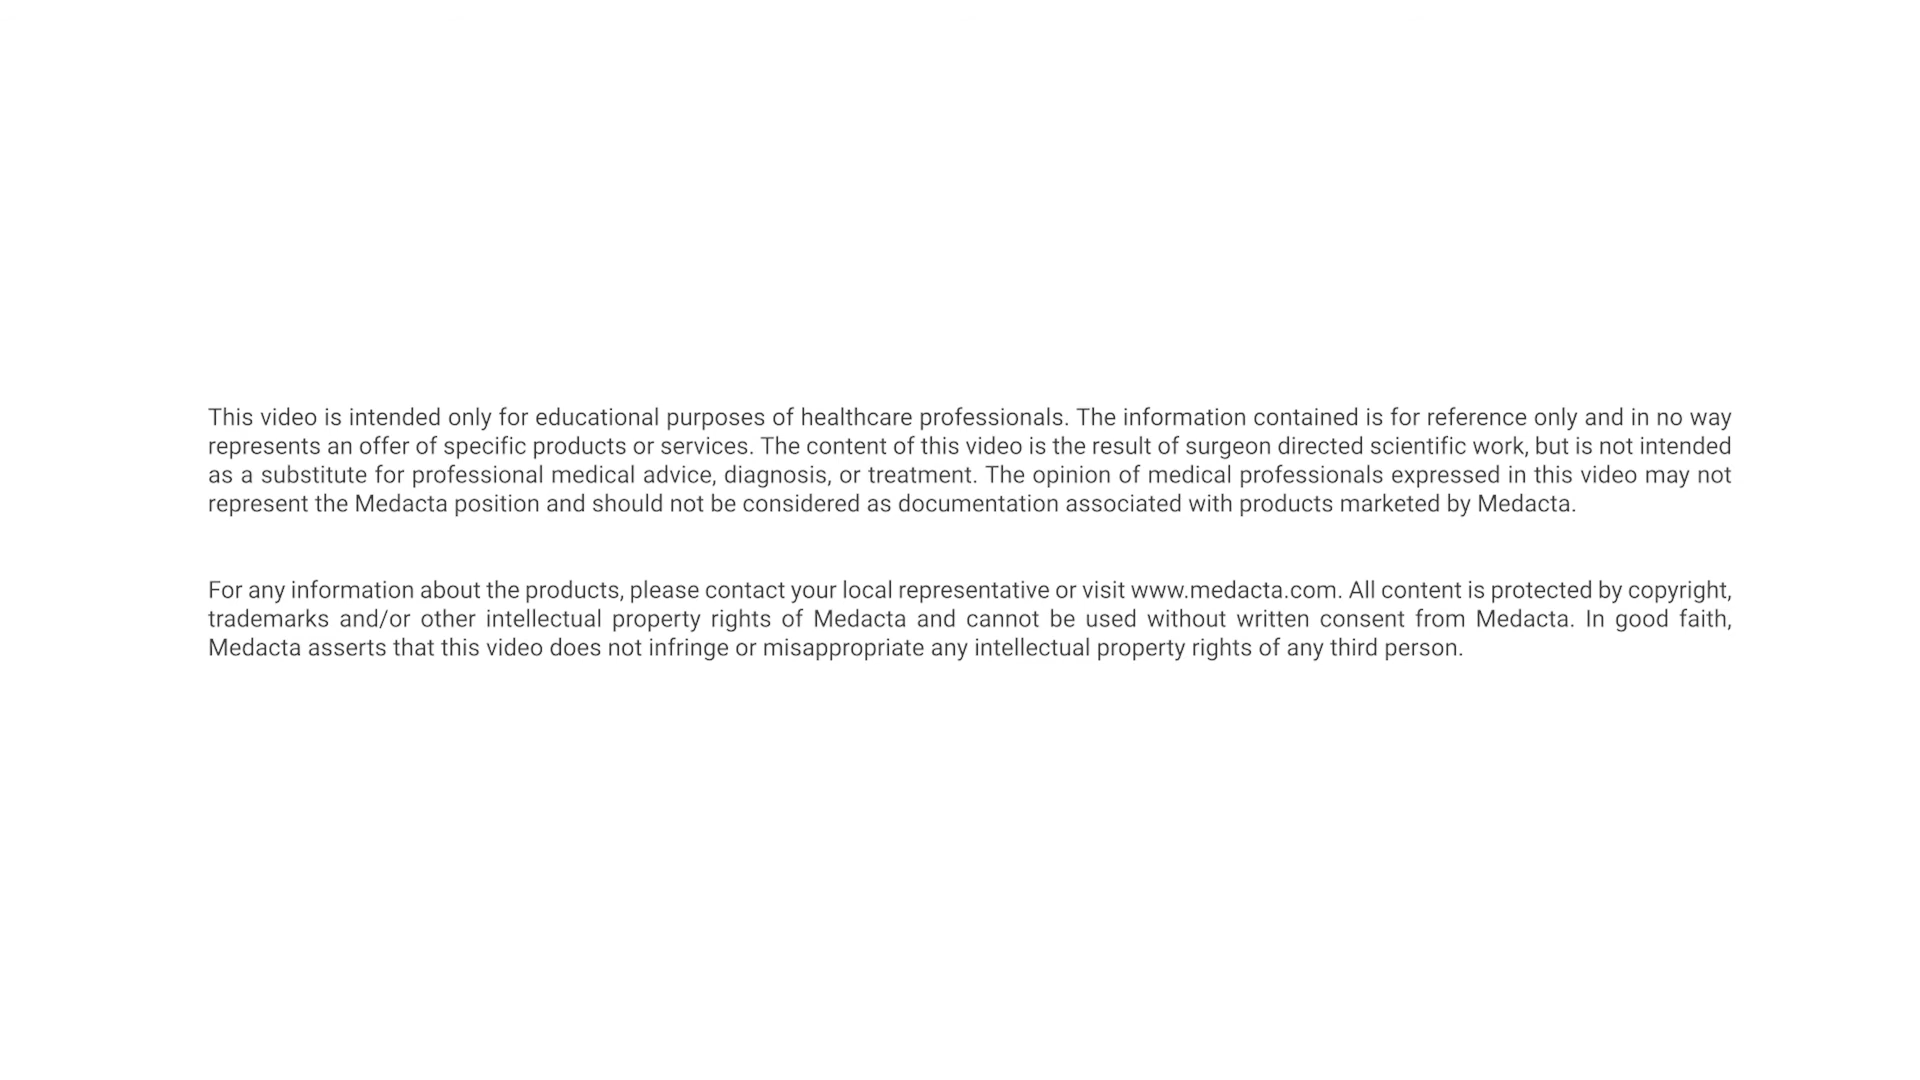 This video is intended only for educational purposes of healthcare professionals. The information contained is for reference only and in no way
represents an offer of specific products or services. The content of this video is the result of surgeon directed scientific work, but is not intended
as a substitute for professional medical advice, diagnosis, or treatment. The opinion of medical professionals expressed in this video may not
represent the Medacta position and should not be considered as documentation associated with products marketed by Medacta.
For any information about the products, please contact your local representative or visit www.medacta.com. All content is protected by copyright,
trademarks and/or other intellectual property rights of Medacta and cannot be used without written consent from Medacta. In good faith,
Medacta asserts that this video does not infringe or misappropriate any intellectual property rights of any third person.